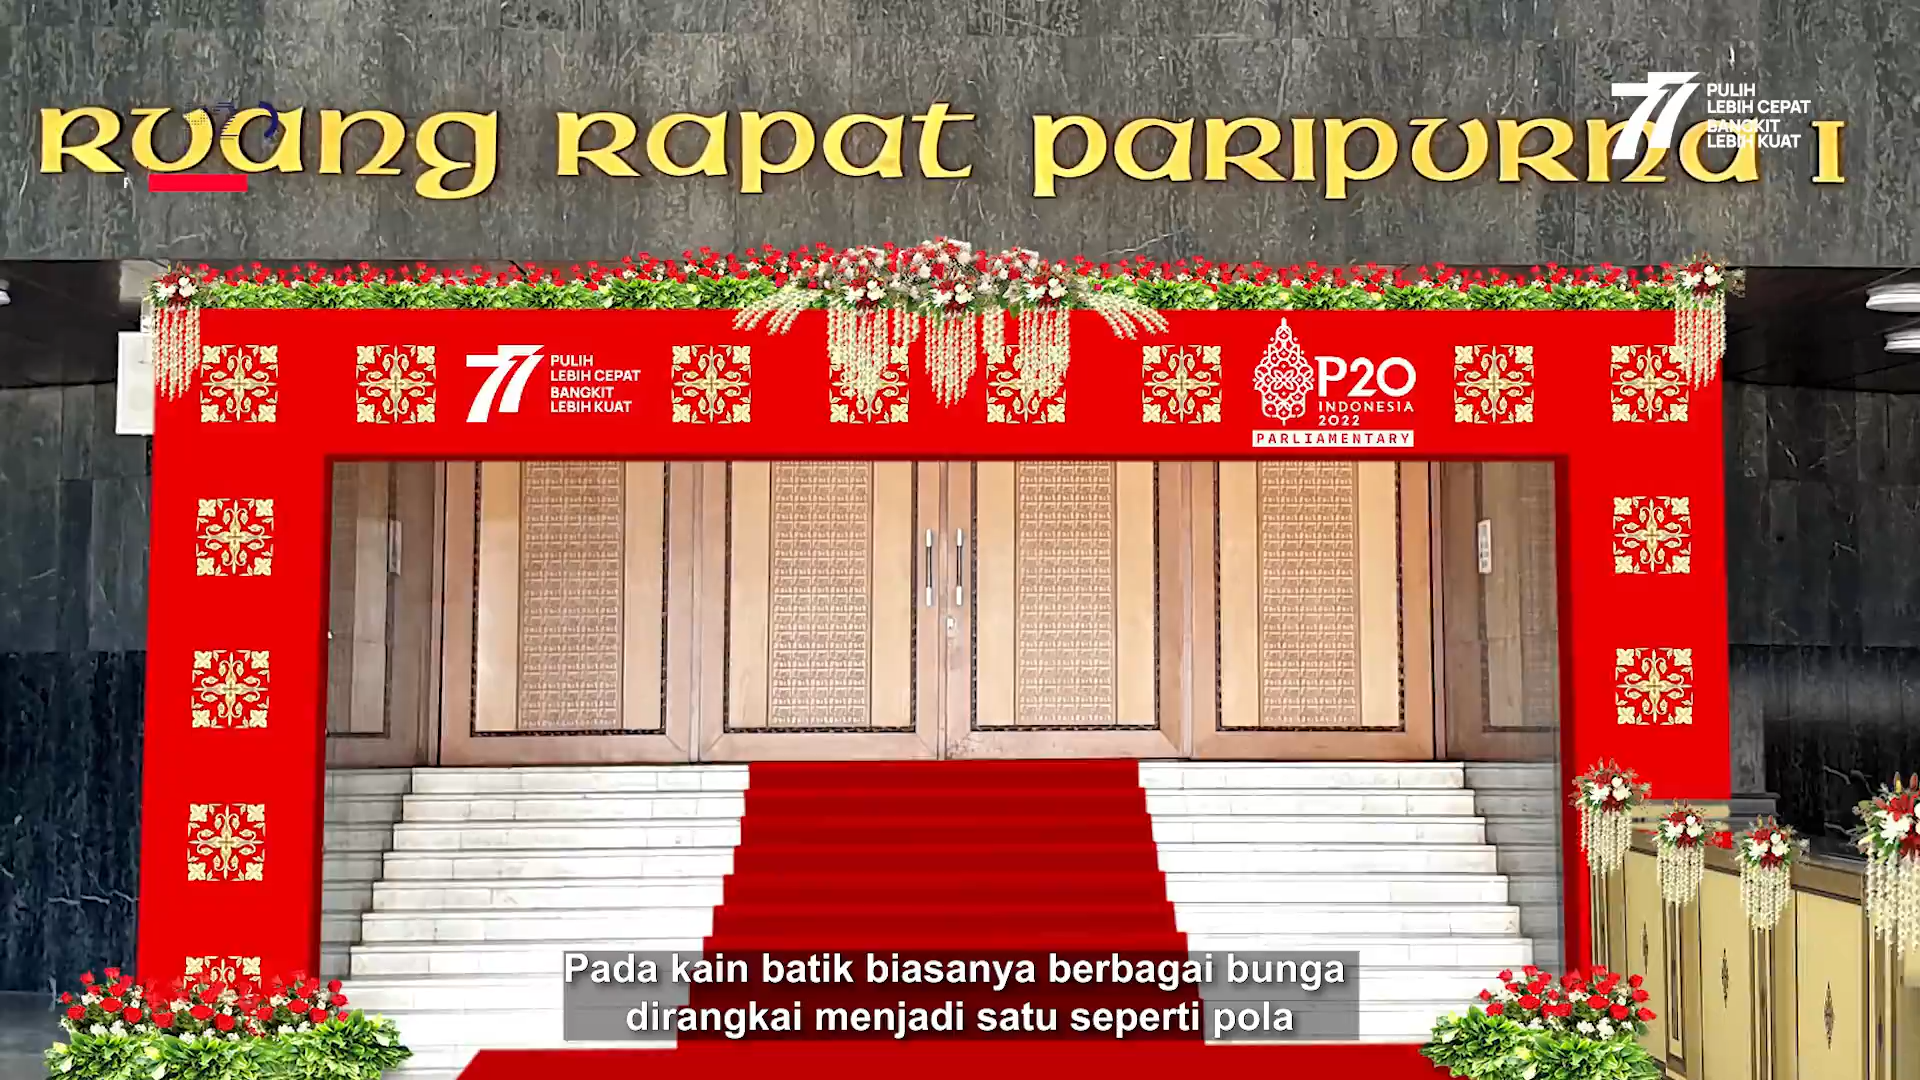 Ruang Rapat Paripurna I
PULIH
LEBIH CEPAT
BANGKIT
LEBIH KUAT
77
PULIH
LEBIH CEPAT
BANGKIT
LEBIH KUAT
77
P20
INDONESIA
2022
PARLIAMENTARY
Pada kain batik biasanya berbagai bunga
dirangkai menjadi satu seperti pola